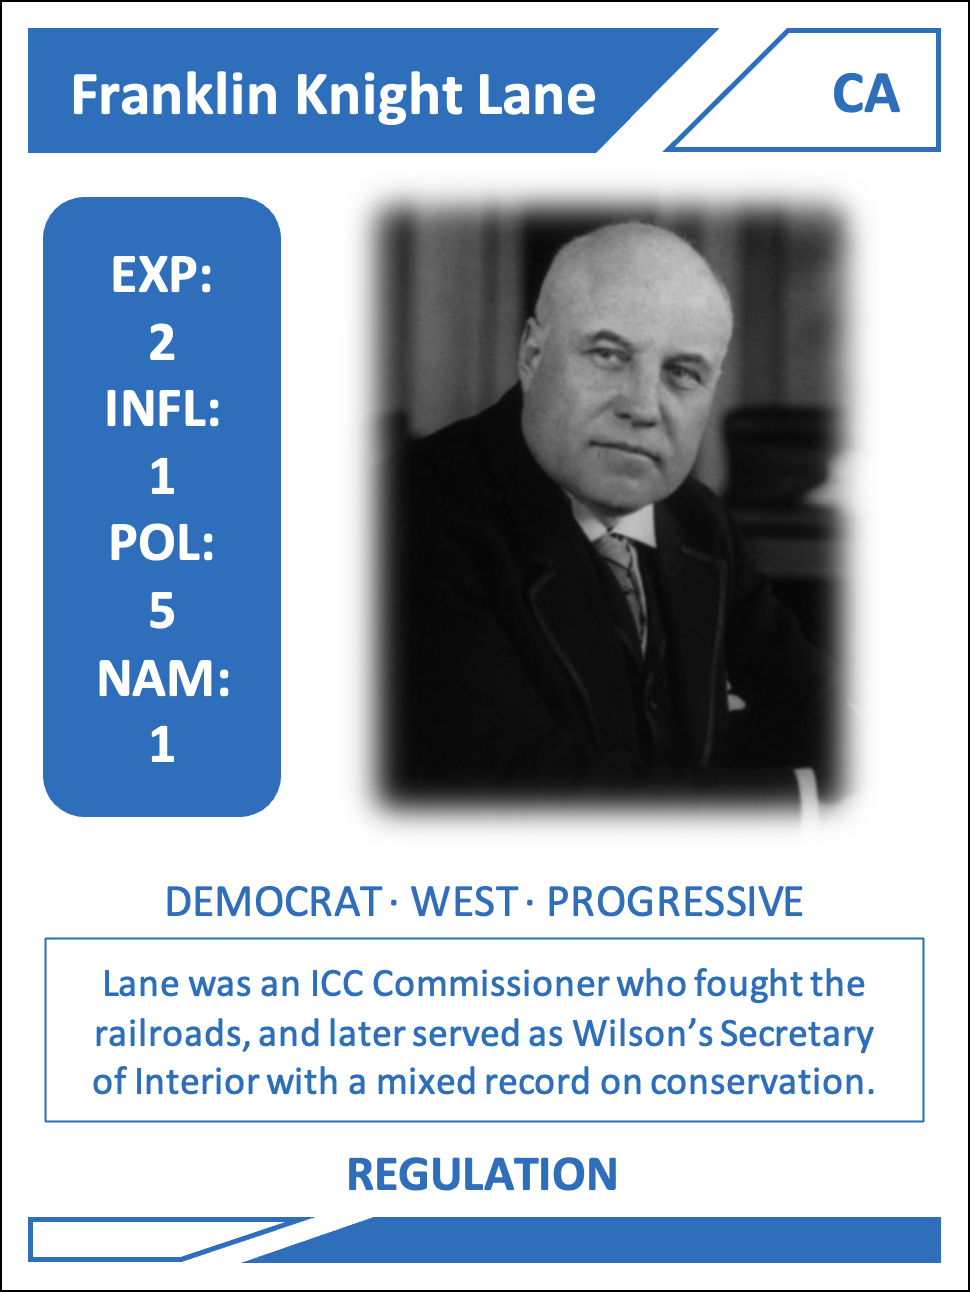 Franklin Knight Lane
CA
EXP:
2
INFL:
1
POL:
5
NAM:
1
DEMOCRAT · WEST · PROGRESSIVE
Lane was an ICC Commissioner who fought the
railroads, and later served as Wilson’s Secretary
of Interior with a mixed record on conservation.
REGULATION